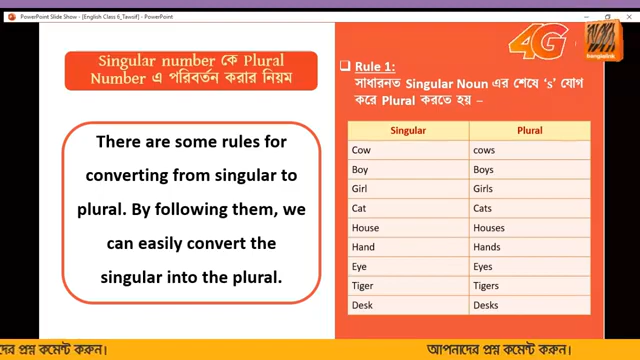 PowerPoint Slide Show - [English Class 6_Tawsif] - PowerPoint
4G
banglalink
Singular number কে Plural
Number এ পরিবর্তন করার নিয়ম
There are some rules for
converting from singular to
plural. By following them, we
can easily convert the
singular into the plural.
Rule 1:
সাধারনত Singular Noun এর শেষে ‘s’ যোগ
করে Plural করতে হয় –
Singular Plural
Cow cows
Boy Boys
Girl Girls
Cat Cats
House Houses
Hand Hands
Eye Eyes
Tiger Tigers
Desk Desks
দের প্রশ্ন কমেন্ট করুন। আপনাদের প্রশ্ন কমেন্ট করুন।